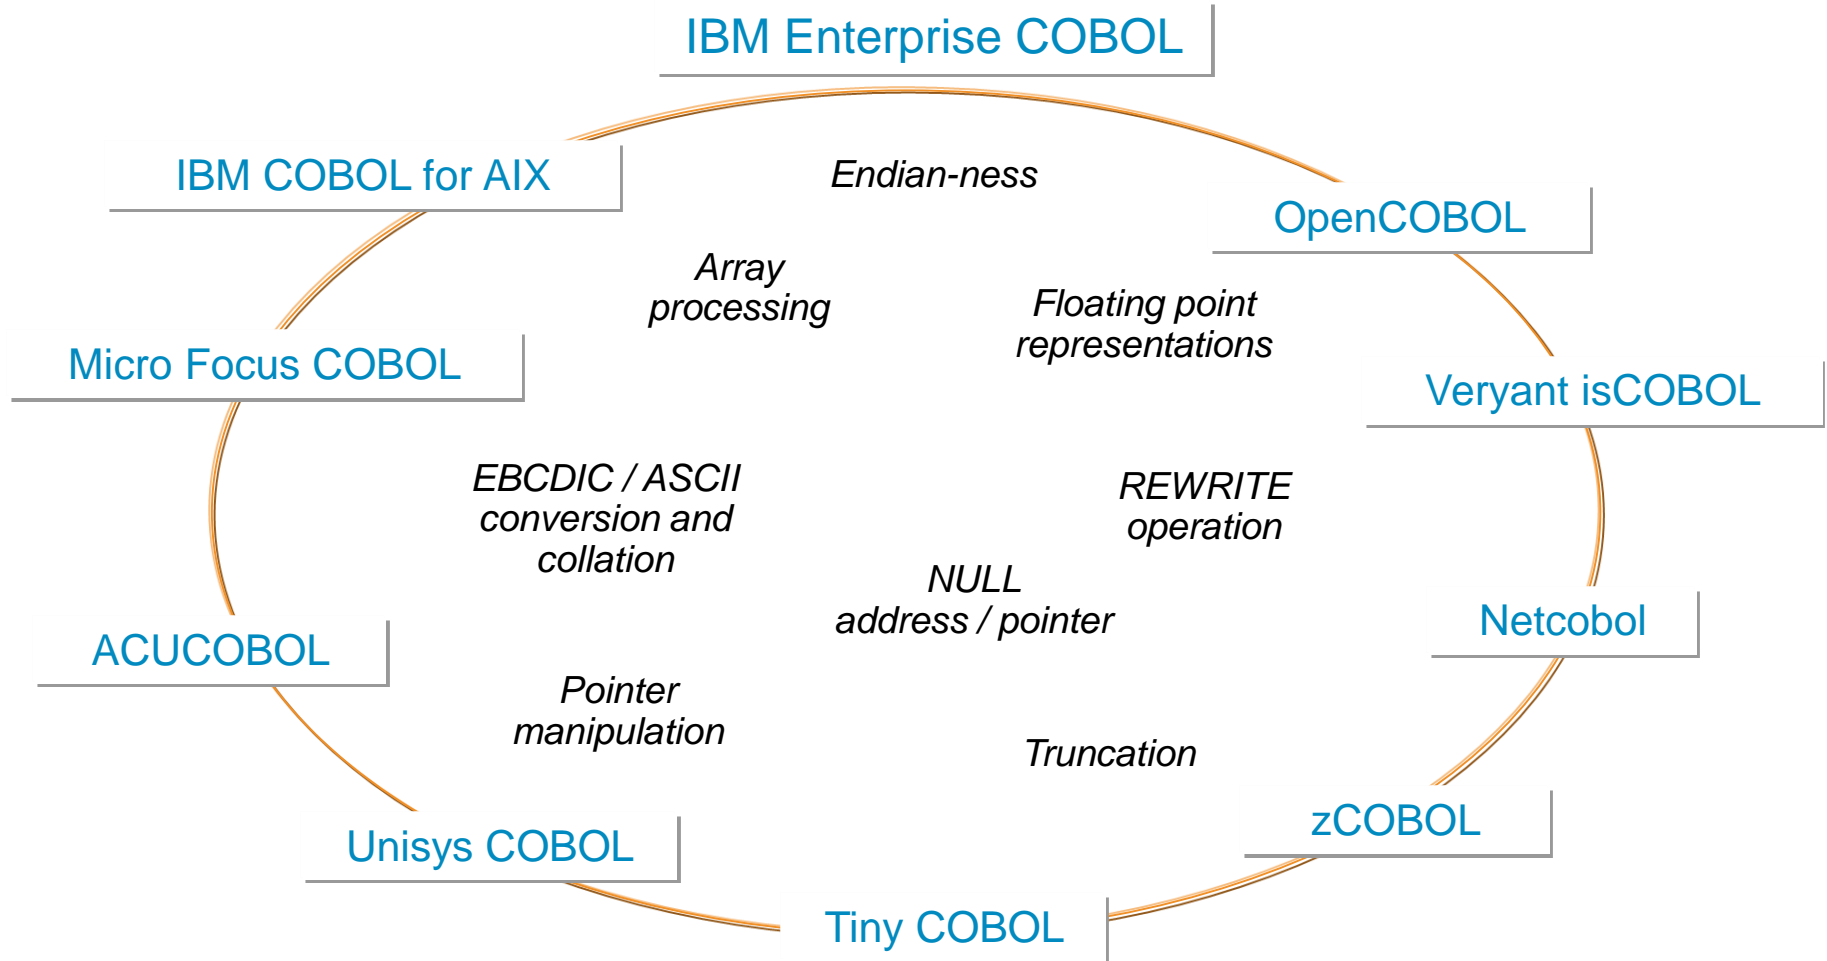 IBM Enterprise COBOL
IBM COBOL for AIX
Endian-ness
OpenCOBOL
Array
processing
Floating point
representations
Micro Focus COBOL
Veryant isCOBOL
EBCDIC / ASCII
conversion and
collation
REWRITE
operation
NULL
address / pointer
Netcobol
ACUCOBOL
Pointer
manipulation
Truncation
zCOBOL
Unisys COBOL
Tiny COBOL